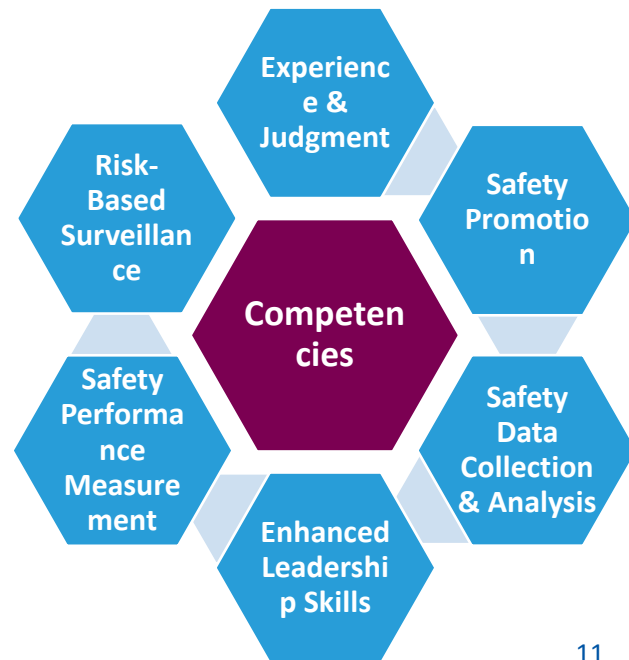 Experienc
e &
Judgment
Safety
Promotio
n
Safety
Data
Collection
& Analysis
Enhanced
Leadershi
p Skills
Safety
Performa
nce
Measure
ment
Risk-
Based
Surveillan
ce
Competen
cies
11